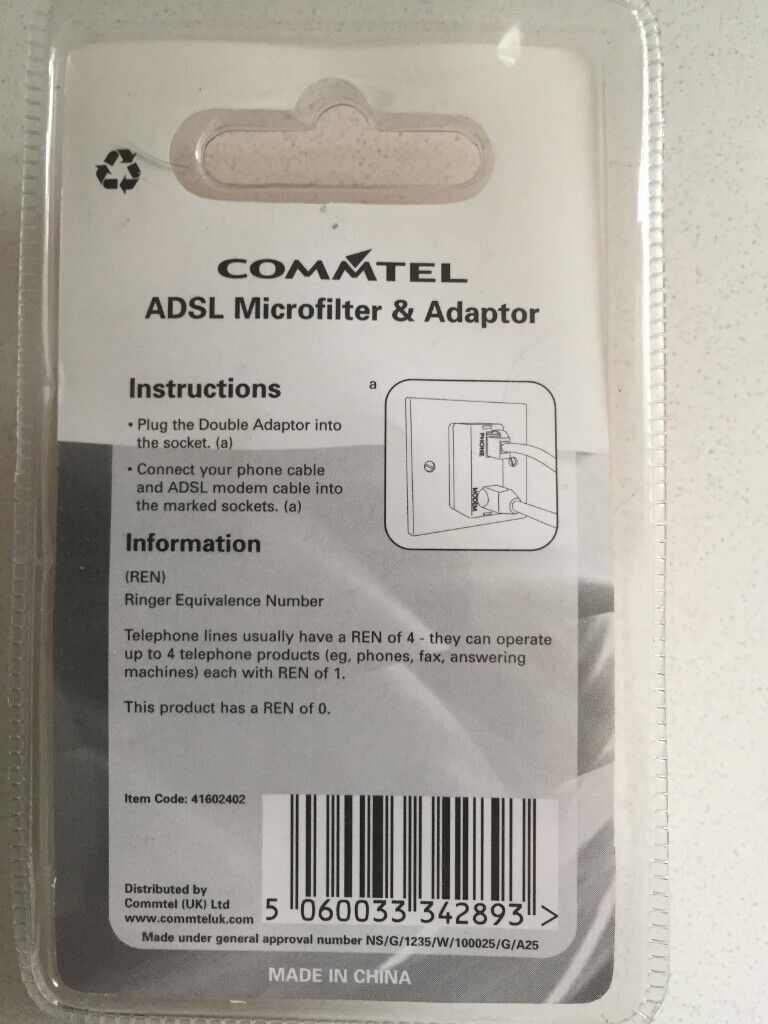 COMMTEL
ADSL Microfilter & Adaptor
Instructions
• Plug the Double Adaptor into
the socket. (a)
• Connect your phone cable
and ADSL modem cable into
the marked sockets. (a)
a
PHONE
MODEM
Information
(REN)
Ringer Equivalence Number
Telephone lines usually have a REN of 4 - they can operate
up to 4 telephone products (eg, phones, fax, answering
machines) each with REN of 1.
This product has a REN of 0.
Item Code: 41602402
Distributed by
Commtel (UK) Ltd
www.commteluk.com
5 060033 342893 >
Made under general approval number NS/G/1235/W/100025/G/A25
MADE IN CHINA